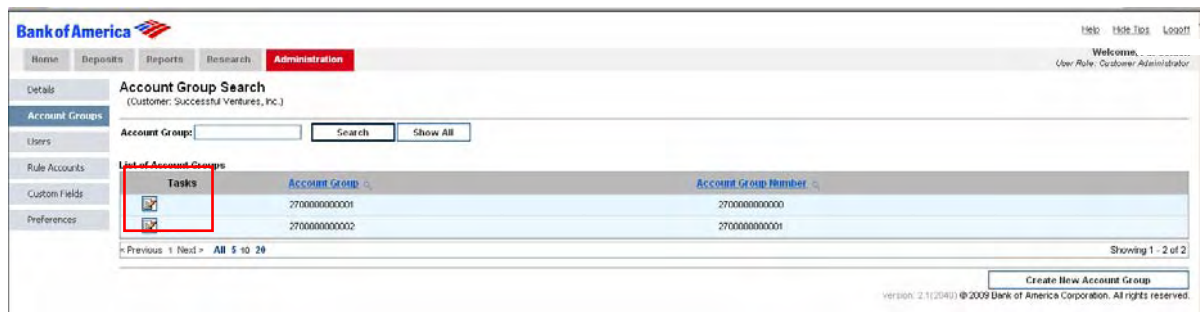 Bank of America
Help Hide Tips Logoff
Home Deposits Reports Research Administration
Welcome,
User Role: Customer Administrator
Details
Account Groups
Users
Rule Accounts
Custom Fields
Preferences
Account Group Search
(Customer: Successful Ventures, Inc.)
Account Group: Search Show All
List of Account Groups
Tasks Account Group Account Group Number
2700000000001 2700000000000
2700000000002 2700000000001
< Previous 1 Next > All 5 10 20 Showing 1 - 2 of 2
Create New Account Group
version: 2.1(2040) © 2009 Bank of America Corporation. All rights reserved.